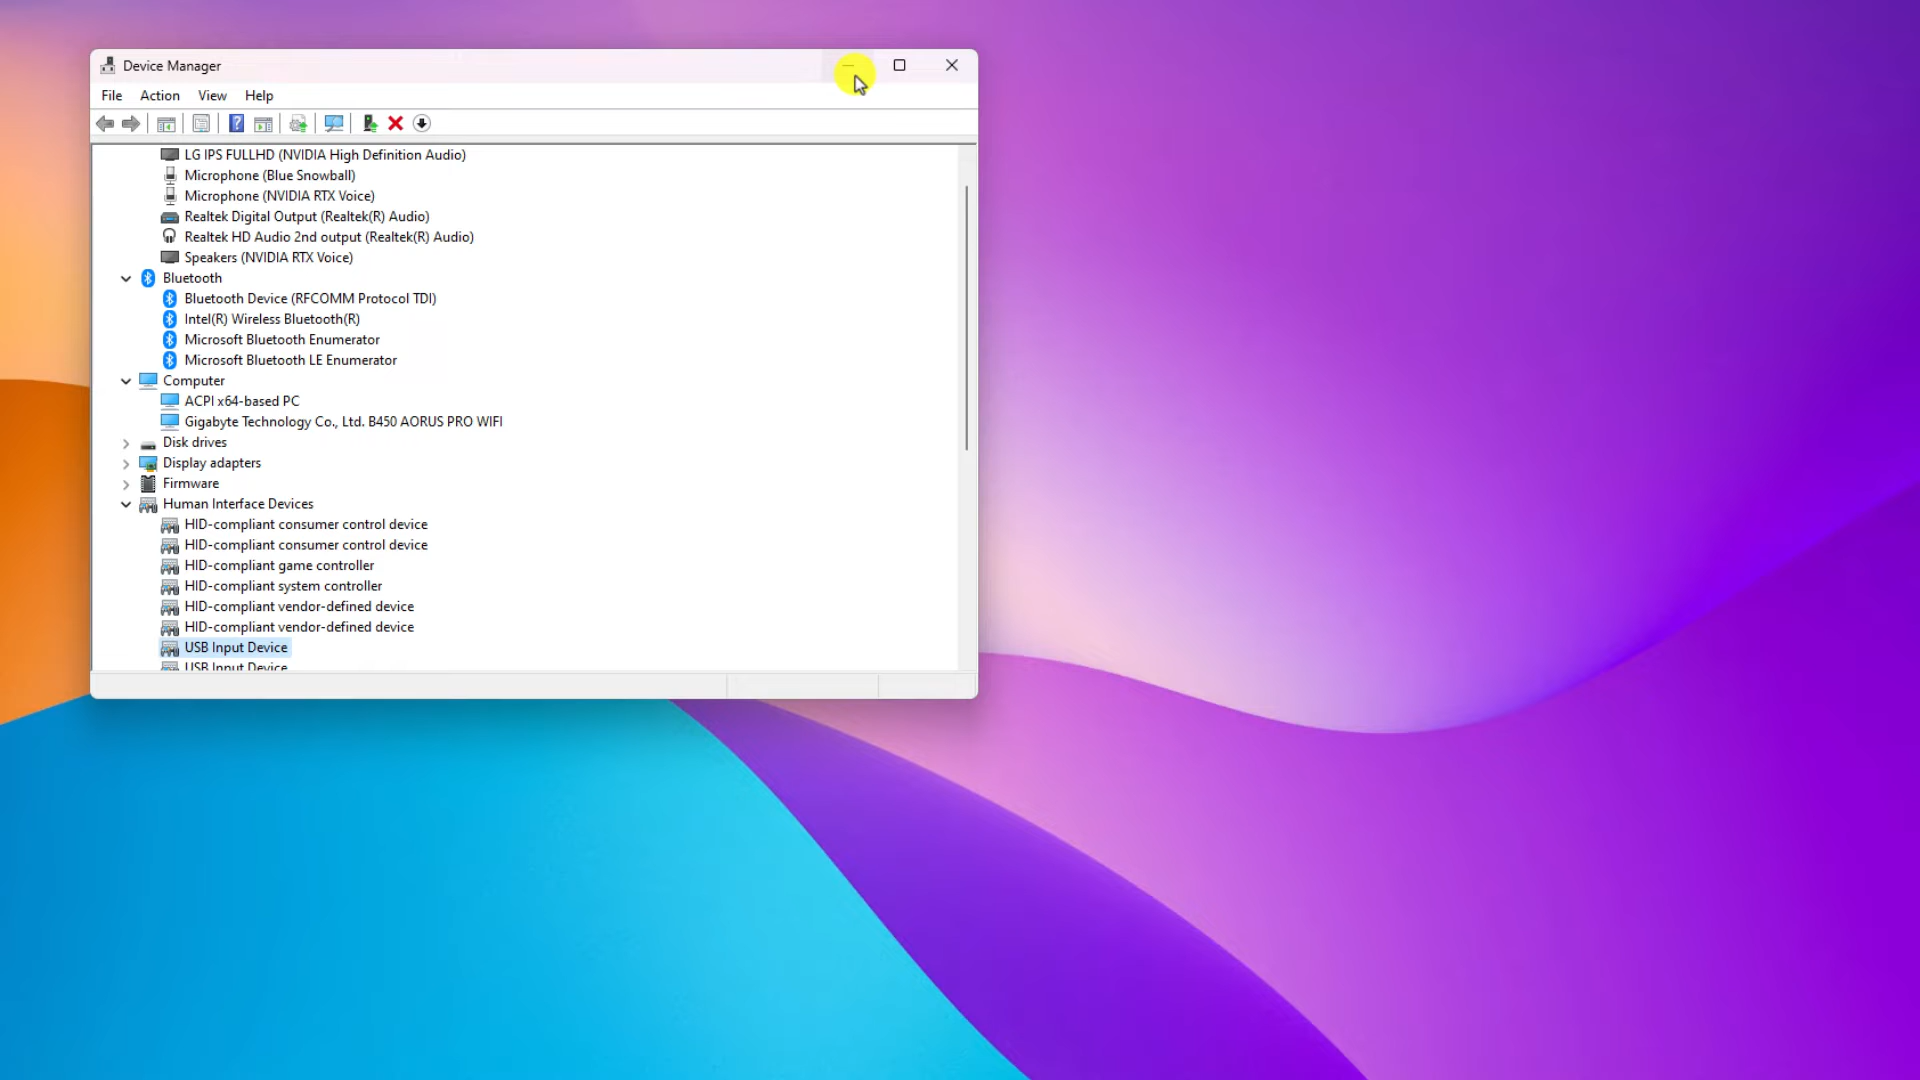 Device Manager
File Action View Help
LG IPS FULLHD (NVIDIA High Definition Audio)
Microphone (Blue Snowball)
Microphone (NVIDIA RTX Voice)
Realtek Digital Output (Realtek(R) Audio)
Realtek HD Audio 2nd output (Realtek(R) Audio)
Speakers (NVIDIA RTX Voice)
Bluetooth
Bluetooth Device (RFCOMM Protocol TDI)
Intel(R) Wireless Bluetooth(R)
Microsoft Bluetooth Enumerator
Microsoft Bluetooth LE Enumerator
Computer
ACPI x64-based PC
Gigabyte Technology Co., Ltd. B450 AORUS PRO WIFI
Disk drives
Display adapters
Firmware
Human Interface Devices
HID-compliant consumer control device
HID-compliant consumer control device
HID-compliant game controller
HID-compliant system controller
HID-compliant vendor-defined device
HID-compliant vendor-defined device
USB Input Device
USB Input Device